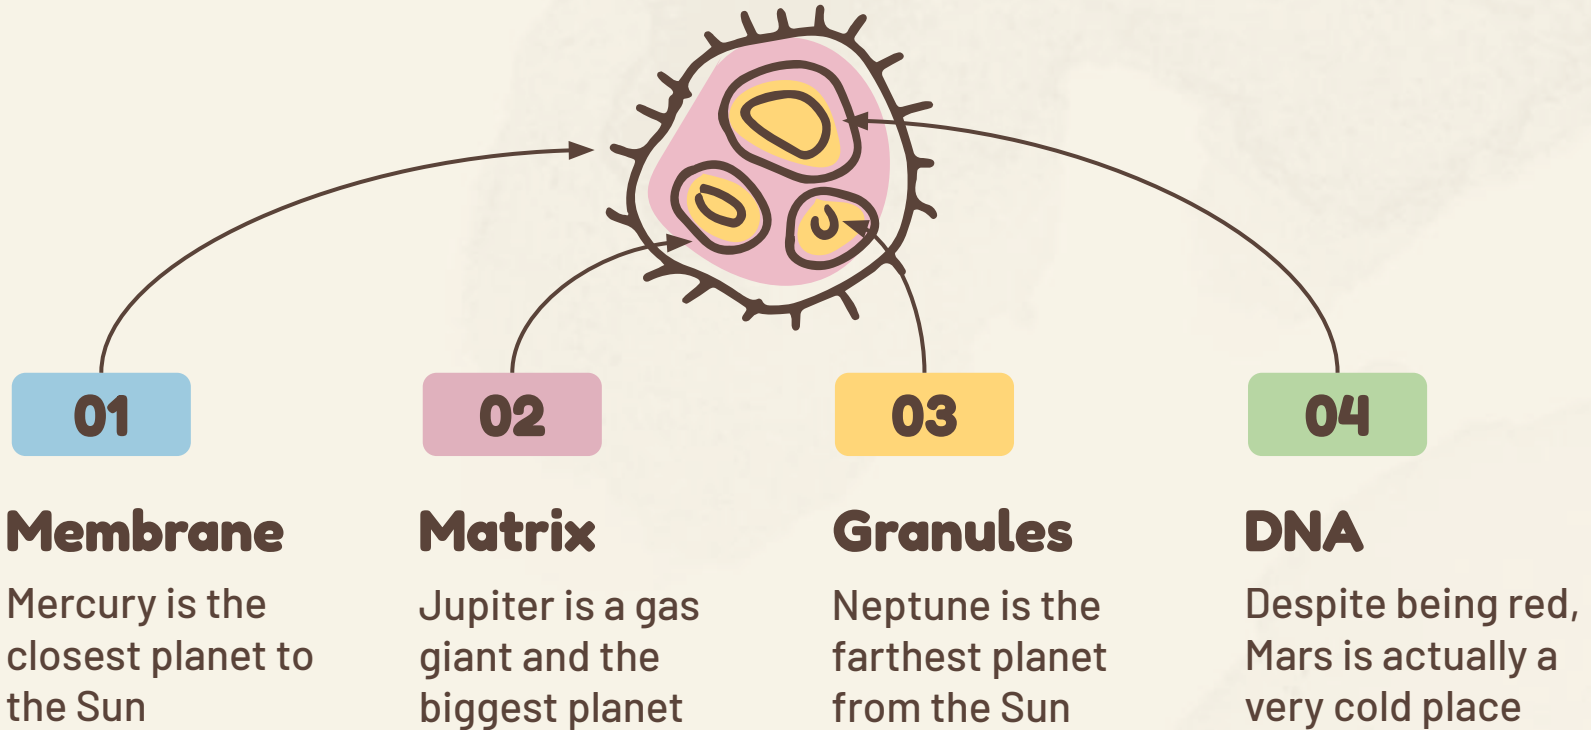 01
02
03
04
Membrane
Mercury is the
closest planet to
the Sun
Matrix
Jupiter is a gas
giant and the
biggest planet
Granules
Neptune is the
farthest planet
from the Sun
DNA
Despite being red,
Mars is actually a
very cold place